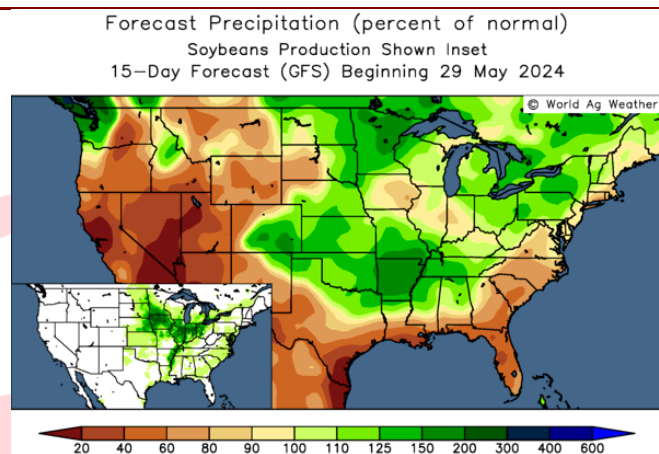 Forecast Precipitation (percent of normal)
Soybeans Production Shown Inset
15-Day Forecast (GFS) Beginning 29 May 2024
© World Ag Weather
20 40 60 80 90 100 110 125 150 200 300 400 600